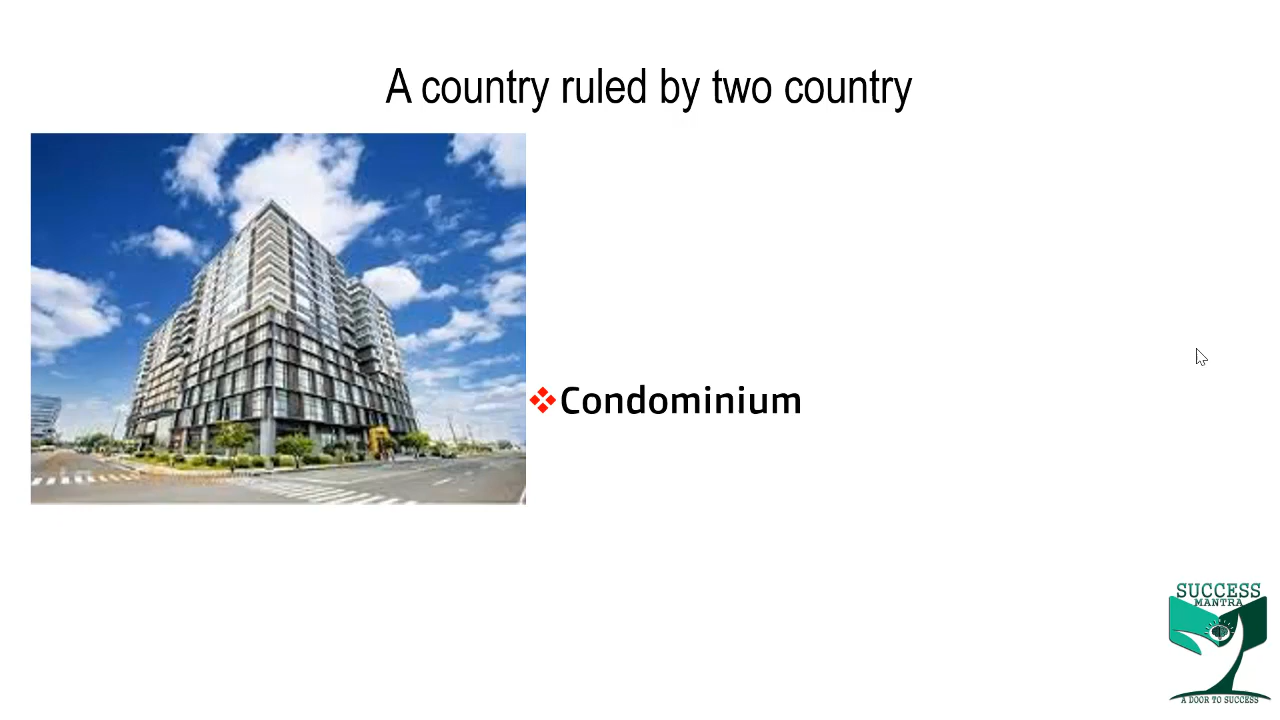 A country ruled by two country
Condominium
SUCCESS
MANTRA
A DOOR TO SUCCESS